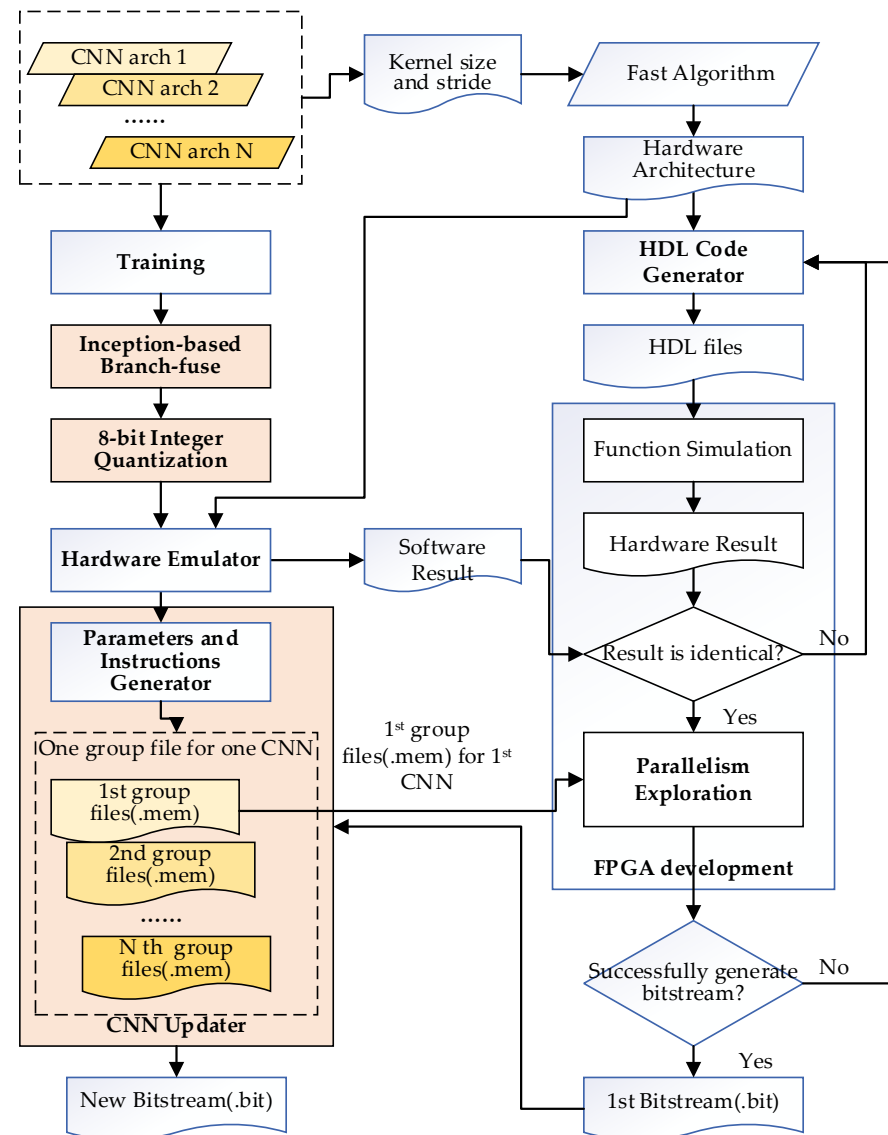 CNN arch 1
CNN arch 2
......
CNN arch N
Kernel size
and stride
Fast Algorithm
Hardware
Architecture
Training
HDL Code
Generator
Inception-based
Branch-fuse
HDL files
8-bit Integer
Quantization
Function Simulation
Hardware Emulator
Software
Result
Hardware Result
Parameters and
Instructions
Generator
Result is identical?
No
Yes
One group file for one CNN
1st group
files(.mem) for 1st
CNN
1st group
files(.mem)
Parallelism
Exploration
2nd group
files(.mem)
FPGA development
......
N th group
files(.mem)
CNN Updater
Successfully generate
bitstream?
No
Yes
New Bitstream(.bit)
1st Bitstream(.bit)